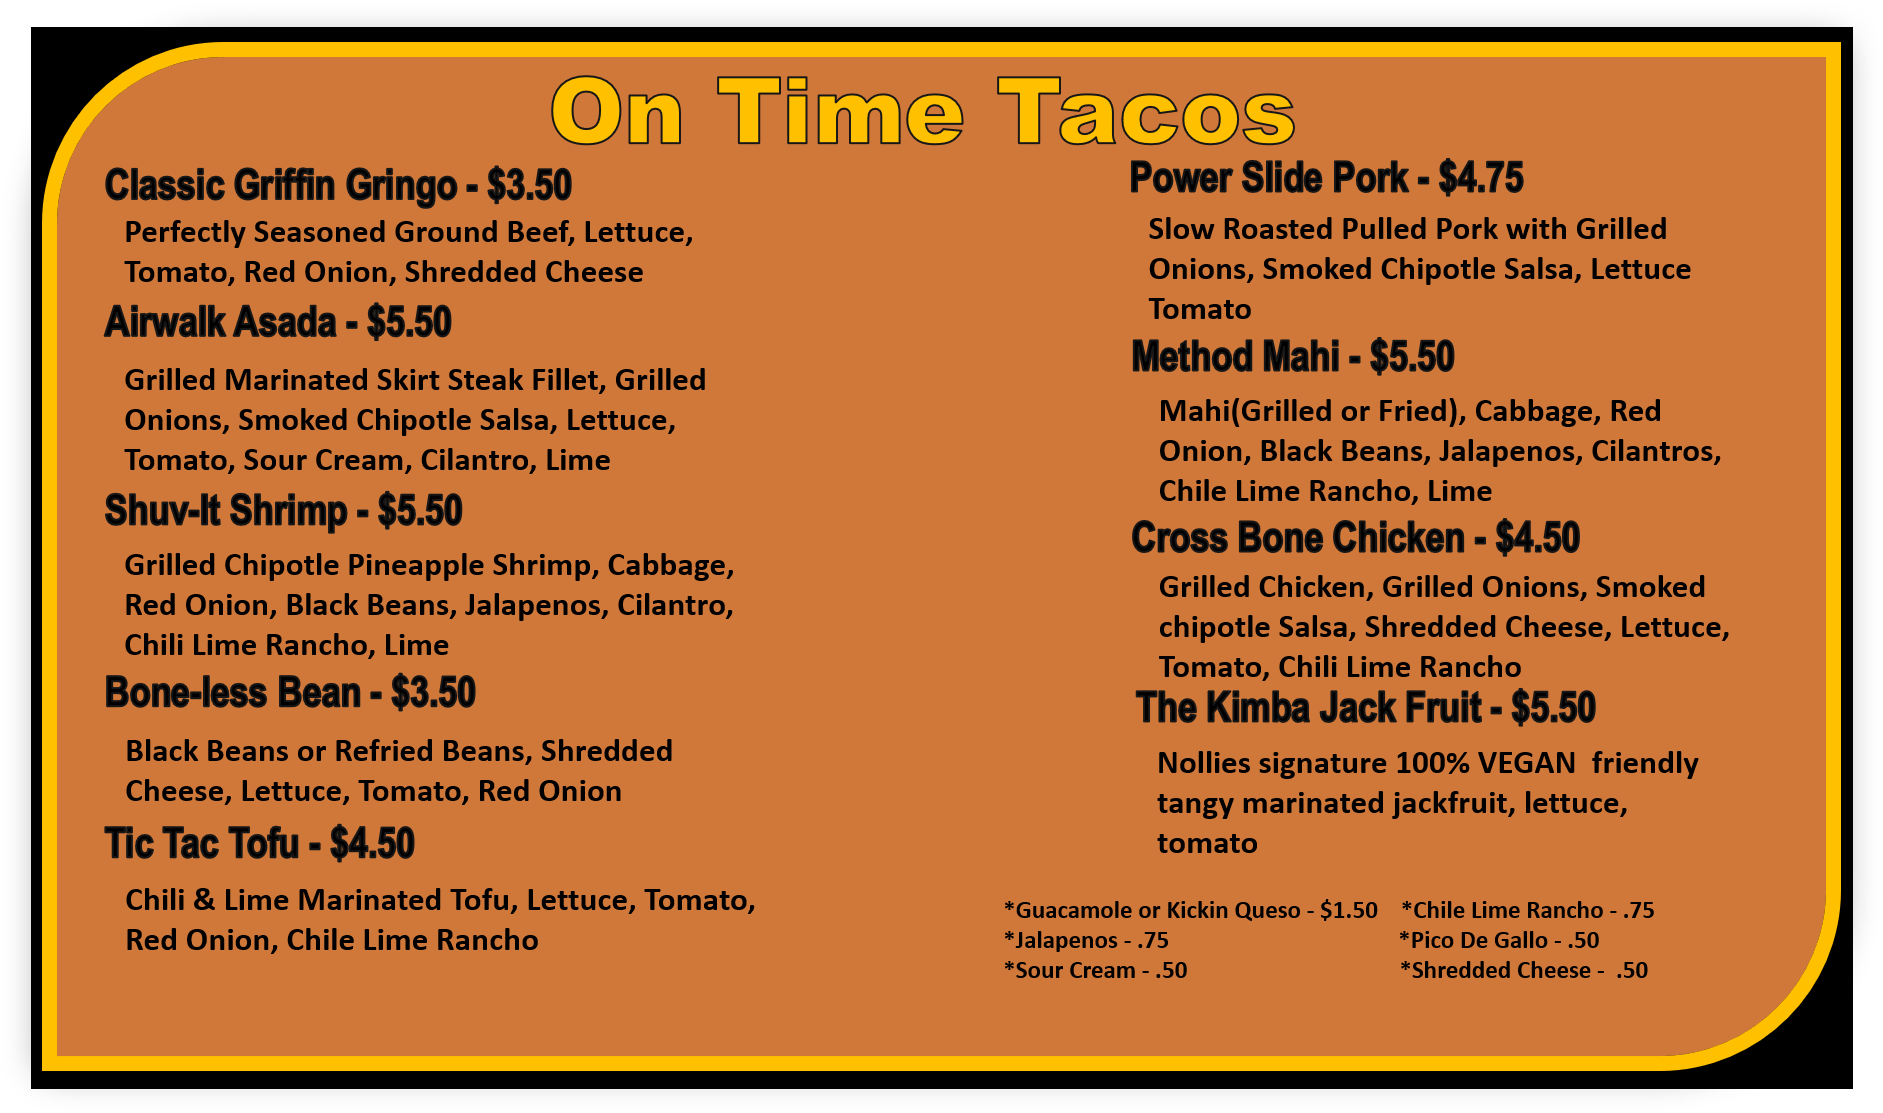 On Time Tacos
Classic Griffin Gringo - $3.50
Perfectly Seasoned Ground Beef, Lettuce,
Tomato, Red Onion, Shredded Cheese
Airwalk Asada - $5.50
Grilled Marinated Skirt Steak Fillet, Grilled
Onions, Smoked Chipotle Salsa, Lettuce,
Tomato, Sour Cream, Cilantro, Lime
Shuv-It Shrimp - $5.50
Grilled Chipotle Pineapple Shrimp, Cabbage,
Red Onion, Black Beans, Jalapenos, Cilantro,
Chili Lime Rancho, Lime
Bone-less Bean - $3.50
Black Beans or Refried Beans, Shredded
Cheese, Lettuce, Tomato, Red Onion
Tic Tac Tofu - $4.50
Chili & Lime Marinated Tofu, Lettuce, Tomato,
Red Onion, Chile Lime Rancho
Power Slide Pork - $4.75
Slow Roasted Pulled Pork with Grilled
Onions, Smoked Chipotle Salsa, Lettuce
Tomato
Method Mahi - $5.50
Mahi(Grilled or Fried), Cabbage, Red
Onion, Black Beans, Jalapenos, Cilantros,
Chile Lime Rancho, Lime
Cross Bone Chicken - $4.50
Grilled Chicken, Grilled Onions, Smoked
chipotle Salsa, Shredded Cheese, Lettuce,
Tomato, Chili Lime Rancho
The Kimba Jack Fruit - $5.50
Nollies signature 100% VEGAN  friendly
tangy marinated jackfruit, lettuce,
tomato
*Guacamole or Kickin Queso - $1.50 *Chile Lime Rancho - .75
*Jalapenos - .75 *Pico De Gallo - .50
*Sour Cream - .50 *Shredded Cheese -  .50